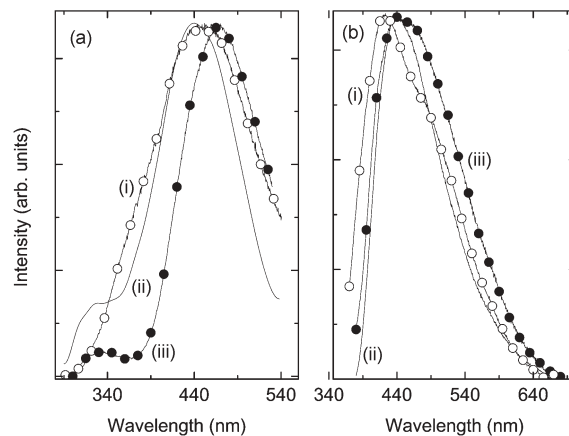 (a)
(b)
(i)
(ii)
(iii)
(i)
(ii)
(iii)
Intensity (arb. units)
340 440 540
340 440 540 640
Wavelength (nm)
Wavelength (nm)